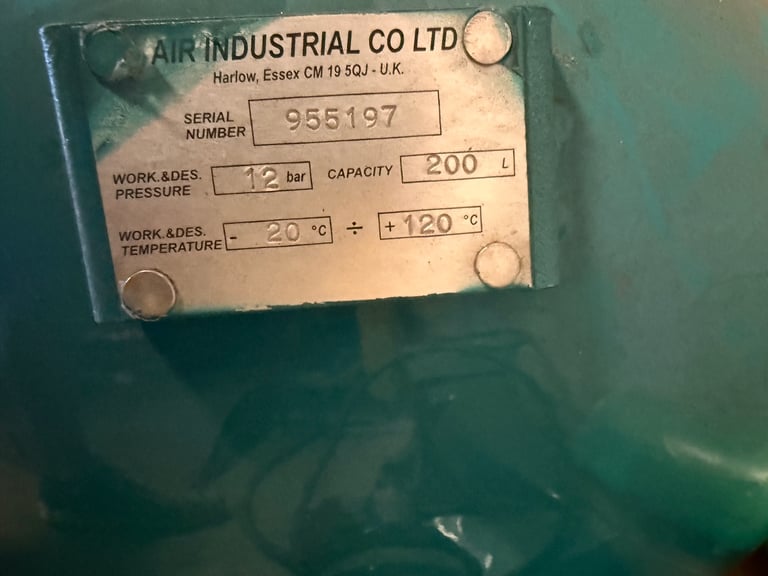 AIR INDUSTRIAL CO LTD
Harlow, Essex CM 19 5QJ - U.K.
SERIAL
NUMBER 955197
WORK.&DES.
PRESSURE 12 bar CAPACITY 200 L
WORK.&DES.
TEMPERATURE - 20 °C ÷ + 120 °C